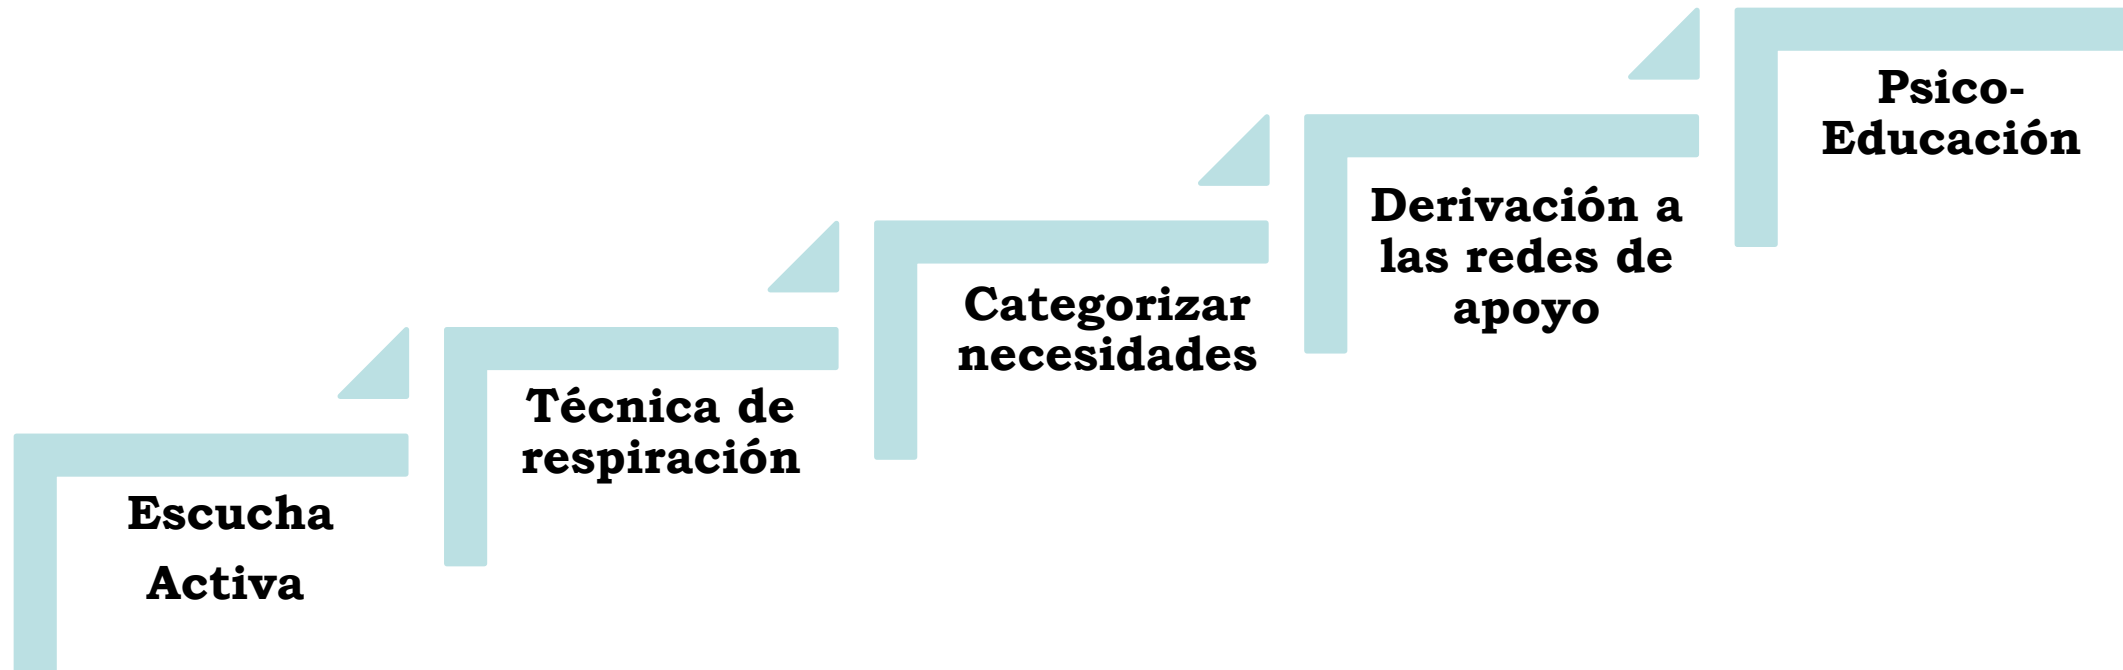 Escucha
Activa
Técnica de
respiración
Categorizar
necesidades
Derivación a
las redes de
apoyo
Psico-
Educación